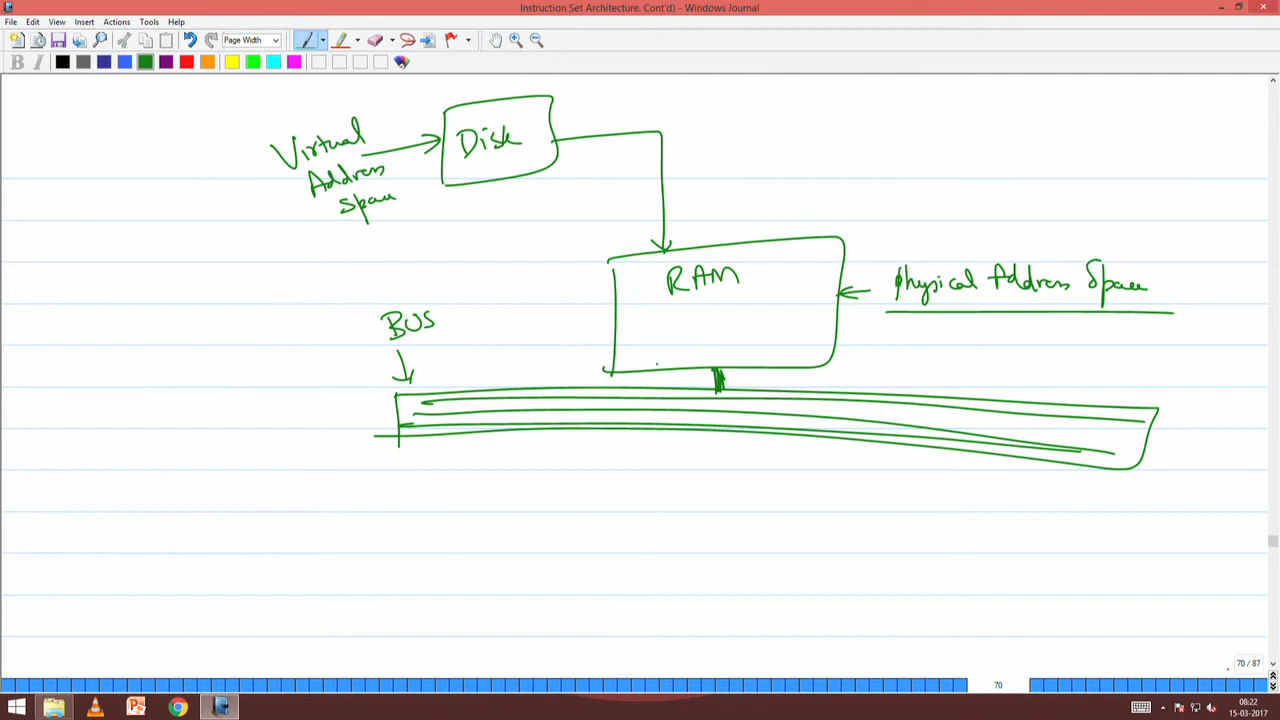 Instruction Set Architecture. Cont'd) - Windows Journal
File Edit View Insert Actions Tools Help
Page Width
B I
Virtual
Address
Space
Disk
RAM
Physical Address Space
BUS
70 / 87
70
08:22
15-03-2017